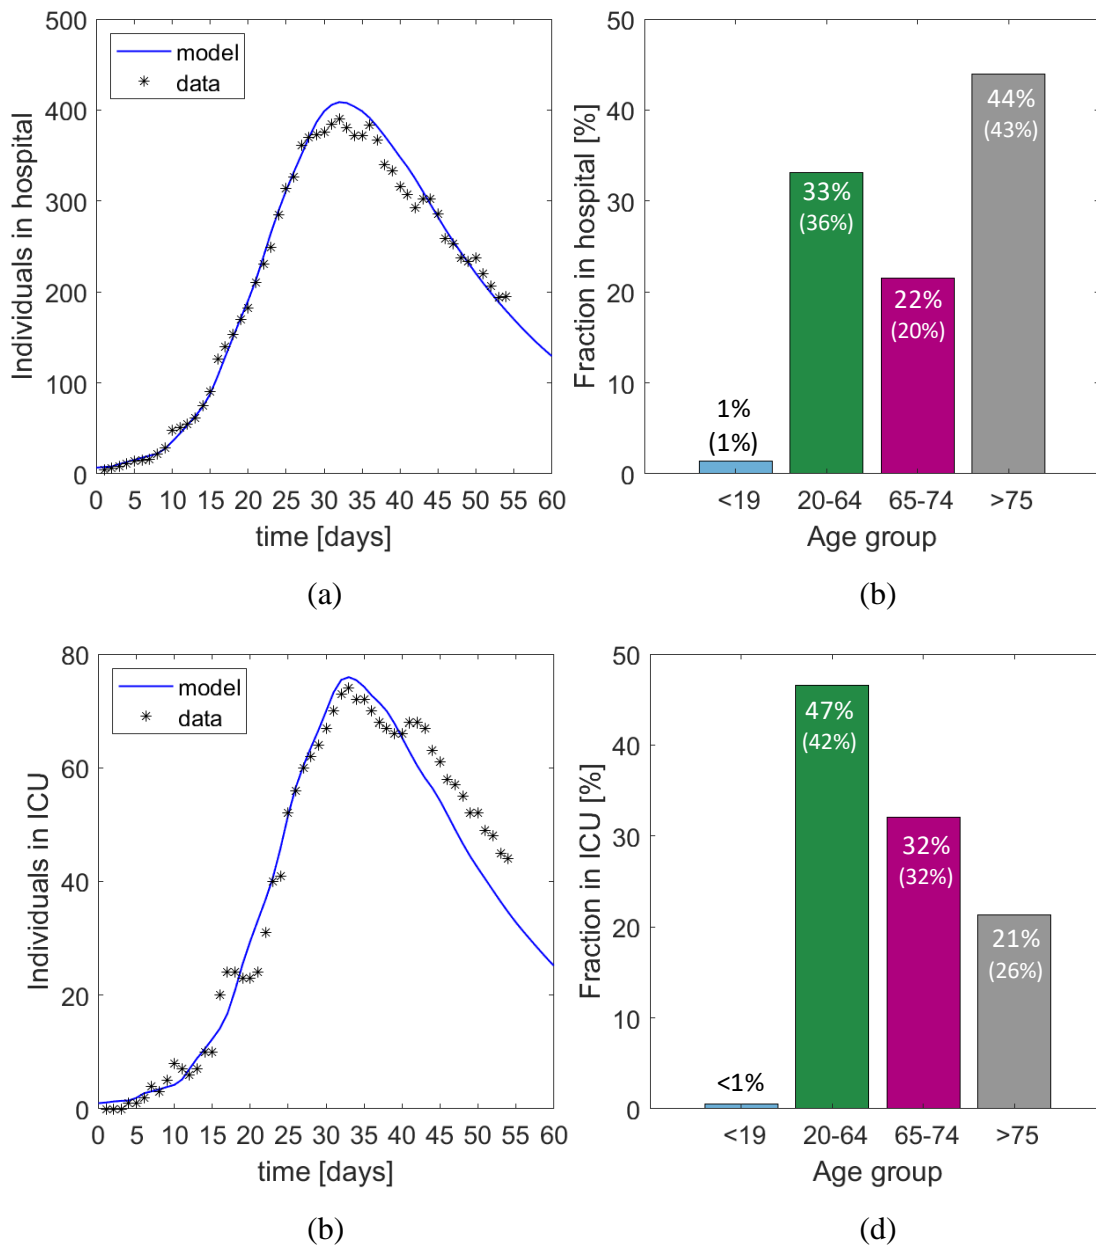 500
400
300
200
100
0
Individuals in hospital
model
data
0 5 10 15 20 25 30 35 40 45 50 55 60
time [days]
(a)
50
40
30
20
10
0
Fraction in hospital [%]
1%
(1%)
33%
(36%)
22%
(20%)
44%
(43%)
<19 20-64 65-74 >75
Age group
(b)
80
60
40
20
0
Individuals in ICU
model
data
0 5 10 15 20 25 30 35 40 45 50 55 60
time [days]
(b)
50
40
30
20
10
0
Fraction in ICU [%]
<1%
47%
(42%)
32%
(32%)
21%
(26%)
<19 20-64 65-74 >75
Age group
(d)